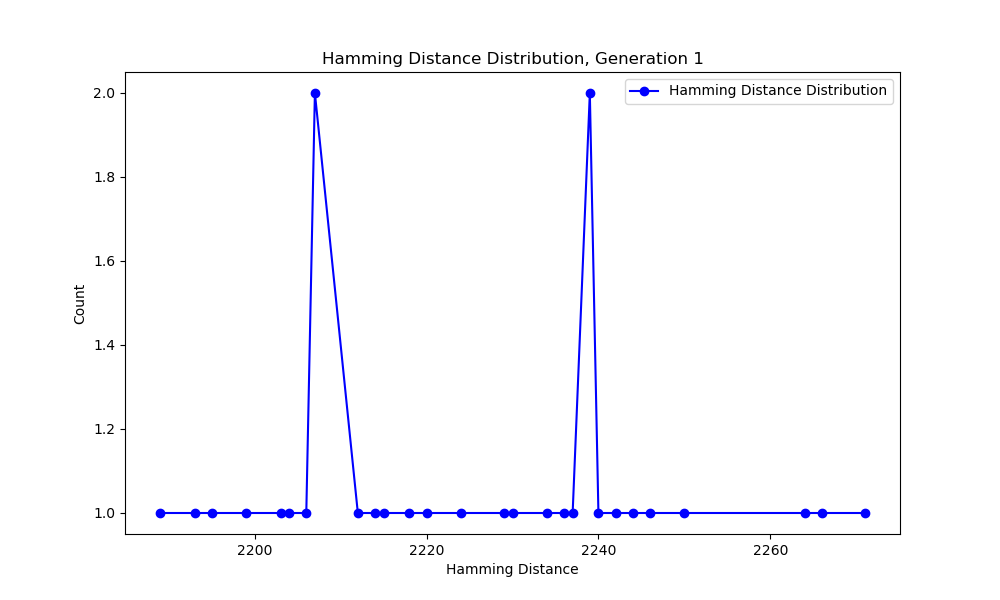 Hamming Distance Distribution, Generation 1
Hamming Distance Distribution
2.0
1.8
1.6
1.4
1.2
1.0
Count
2200
2220
2240
2260
Hamming Distance